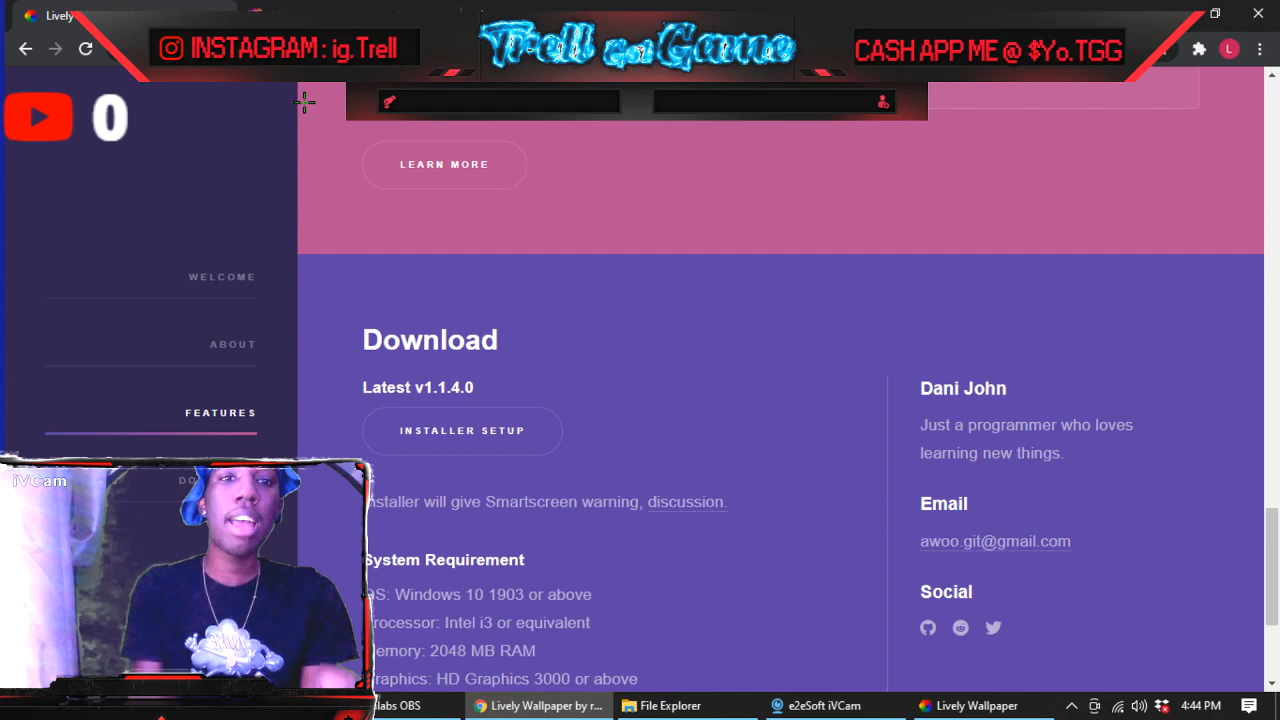 Lively
INSTAGRAM : ig.Trell
Trell Got Game
CASH APP ME @ $Yo.TGG
L
0
LEARN MORE
WELCOME
ABOUT
FEATURES
DO
iVCam
Download
Latest v1.1.4.0
INSTALLER SETUP
nstaller will give Smartscreen warning, discussion.
System Requirement
OS: Windows 10 1903 or above
rocessor: Intel i3 or equivalent
emory: 2048 MB RAM
raphics: HD Graphics 3000 or above
Dani John
Just a programmer who loves
learning new things.
Email
awoo.git@gmail.com
Social
labs OBS
Lively Wallpaper by r...
File Explorer
e2eSoft iVCam
Lively Wallpaper
4:44 PM